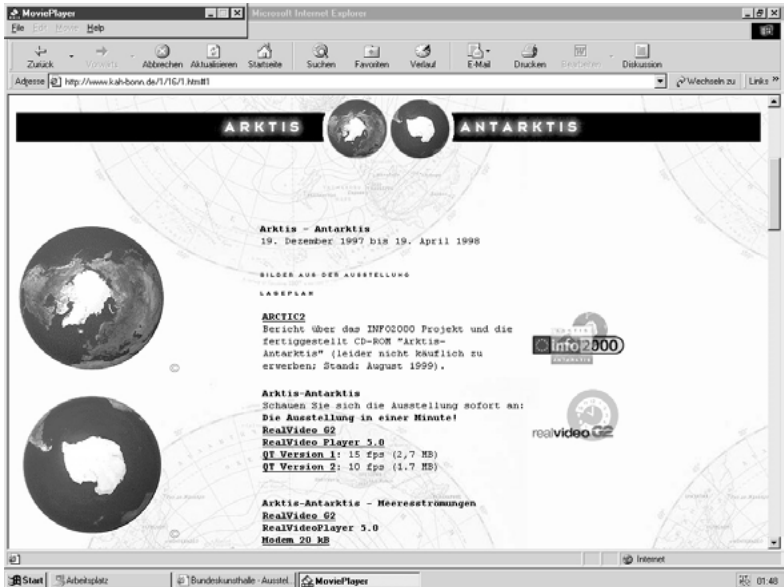 MoviePlayer
Microsoft Internet Explorer
File Edit Movie Help
Zurück Vorwärts Abbrechen Aktualisieren Startseite Suchen Favoriten Verlauf E-Mail Drucken Bearbeiten Diskussion
Adresse http://www.kah-bonn.de/1/16/1.htm#1 Wechseln zu Links »
ARKTIS ANTARKTIS
Arktis - Antarktis
19. Dezember 1997 bis 19. April 1998
BILDER AUS DER AUSSTELLUNG
LAGEPLAN
ARCTIC2
Bericht über das INFO2000 Projekt und die
fertiggestellt CD-ROM "Arktis-
Antarktis" (leider nicht käuflich zu
erwerben; Stand: August 1999).
info2000
ANTARKTIS
©
Arktis-Antarktis
Schauen Sie sich die Ausstellung sofort an:
Die Ausstellung in einer Minute!
RealVideo G2
RealVideo Player 5.0
QT Version 1: 15 fps (2,7 MB)
QT Version 2: 10 fps (1.7 MB)
realvideo G2
Arktis-Antarktis - Meeresströmungen
RealVideo G2
RealVideoPlayer 5.0
Modem 20 kB
©
Internet
Start Arbeitsplatz Bundeskunsthalle - Ausstel... MoviePlayer 01:48